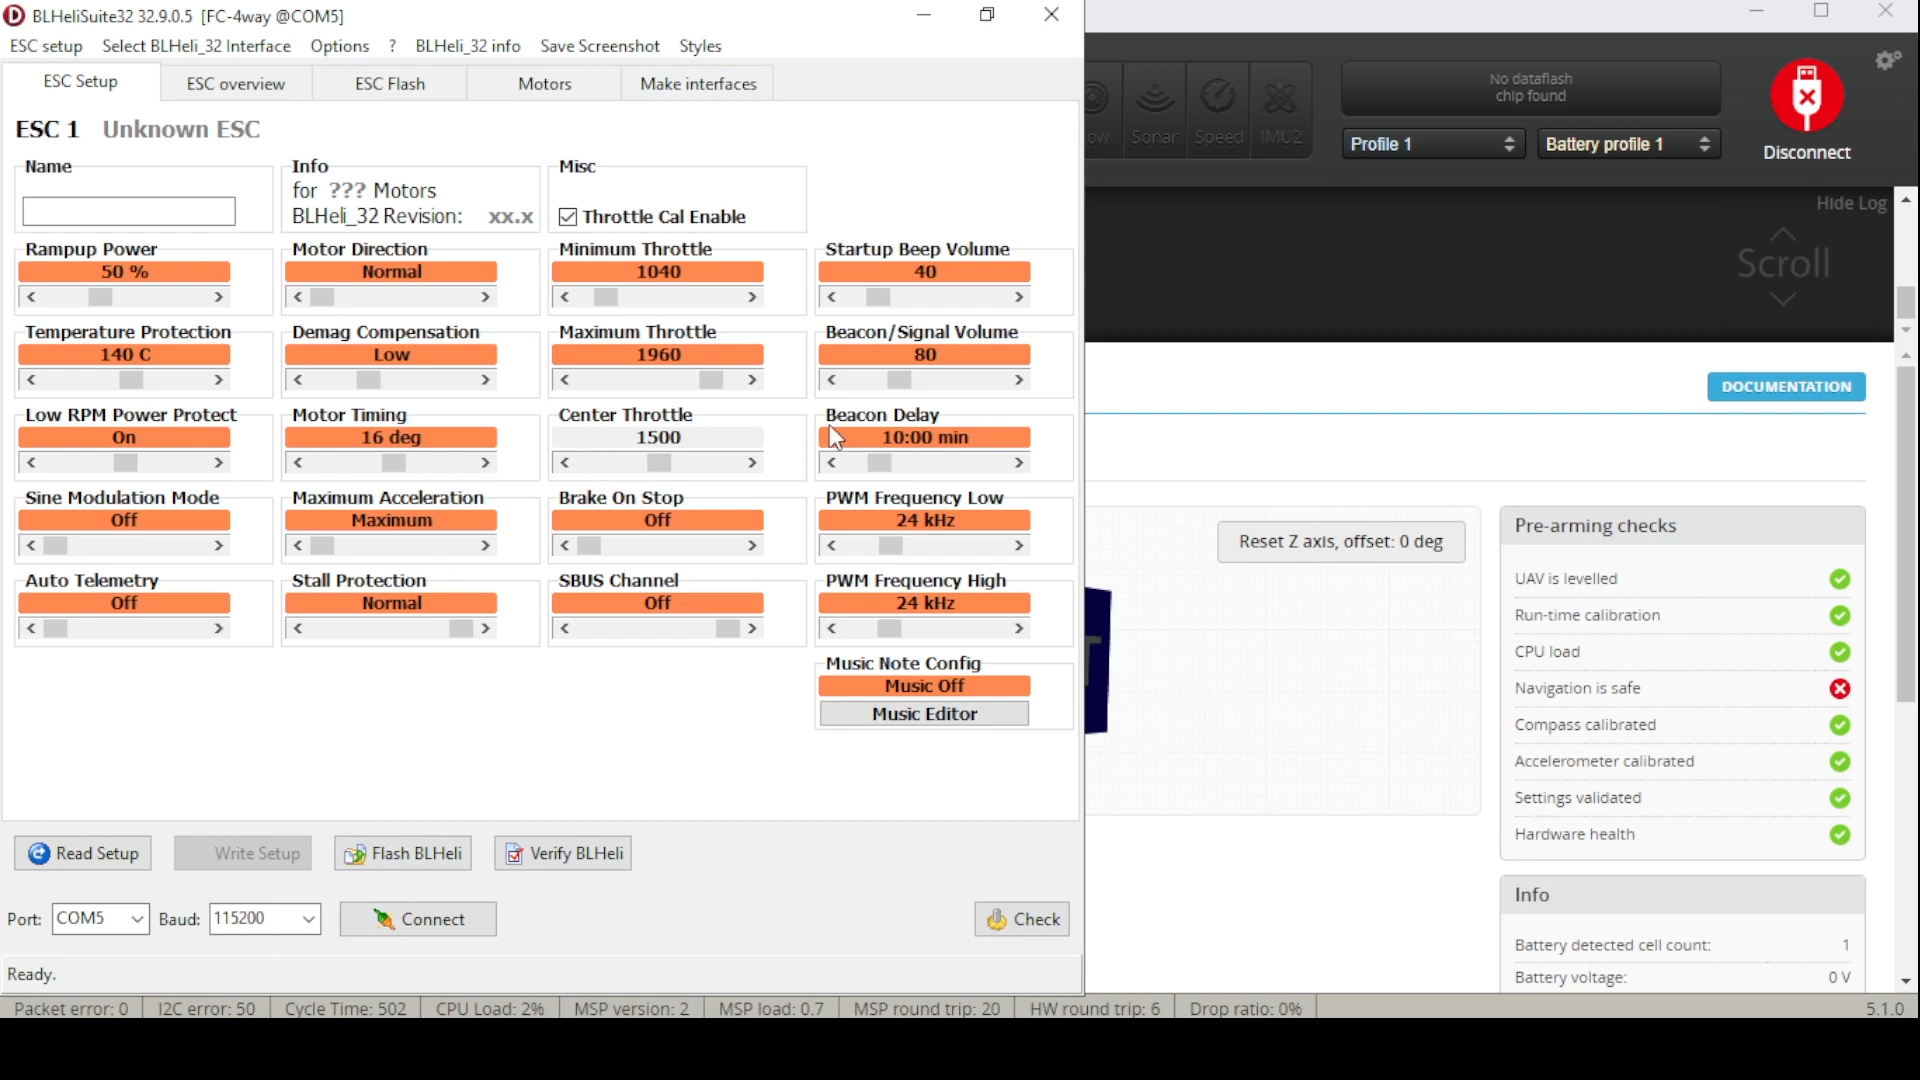 BLHeliSuite32 32.9.0.5 [FC-4way @COM5]
ESC setup Select BLHeli_32 Interface Options ? BLHeli_32 info Save Screenshot Styles
ESC Setup ESC overview ESC Flash Motors Make interfaces
ESC 1 Unknown ESC
Name
Info
for ??? Motors
BLHeli_32 Revision: xx.x
Misc
Throttle Cal Enable
Rampup Power
50 %
Motor Direction
Normal
Minimum Throttle
1040
Startup Beep Volume
40
Temperature Protection
140 C
Demag Compensation
Low
Maximum Throttle
1960
Beacon/Signal Volume
80
Low RPM Power Protect
On
Motor Timing
16 deg
Center Throttle
1500
Beacon Delay
10:00 min
Sine Modulation Mode
Off
Maximum Acceleration
Maximum
Brake On Stop
Off
PWM Frequency Low
24 kHz
Auto Telemetry
Off
Stall Protection
Normal
SBUS Channel
Off
PWM Frequency High
24 kHz
Music Note Config
Music Off
Music Editor
Read Setup Write Setup Flash BLHeli Verify BLHeli
Port: COM5 Baud: 115200 Connect Check
Ready.
ow Sonar Speed IMU2
No dataflash
chip found
Profile 1 Battery profile 1
Disconnect
Hide Log
Scroll
DOCUMENTATION
Reset Z axis, offset: 0 deg
Pre-arming checks
UAV is levelled
Run-time calibration
CPU load
Navigation is safe
Compass calibrated
Accelerometer calibrated
Settings validated
Hardware health
Info
Battery detected cell count: 1
Battery voltage: 0 V
Packet error: 0 I2C error: 50 Cycle Time: 502 CPU Load: 2% MSP version: 2 MSP load: 0.7 MSP round trip: 20 HW round trip: 6 Drop ratio: 0% 5.1.0